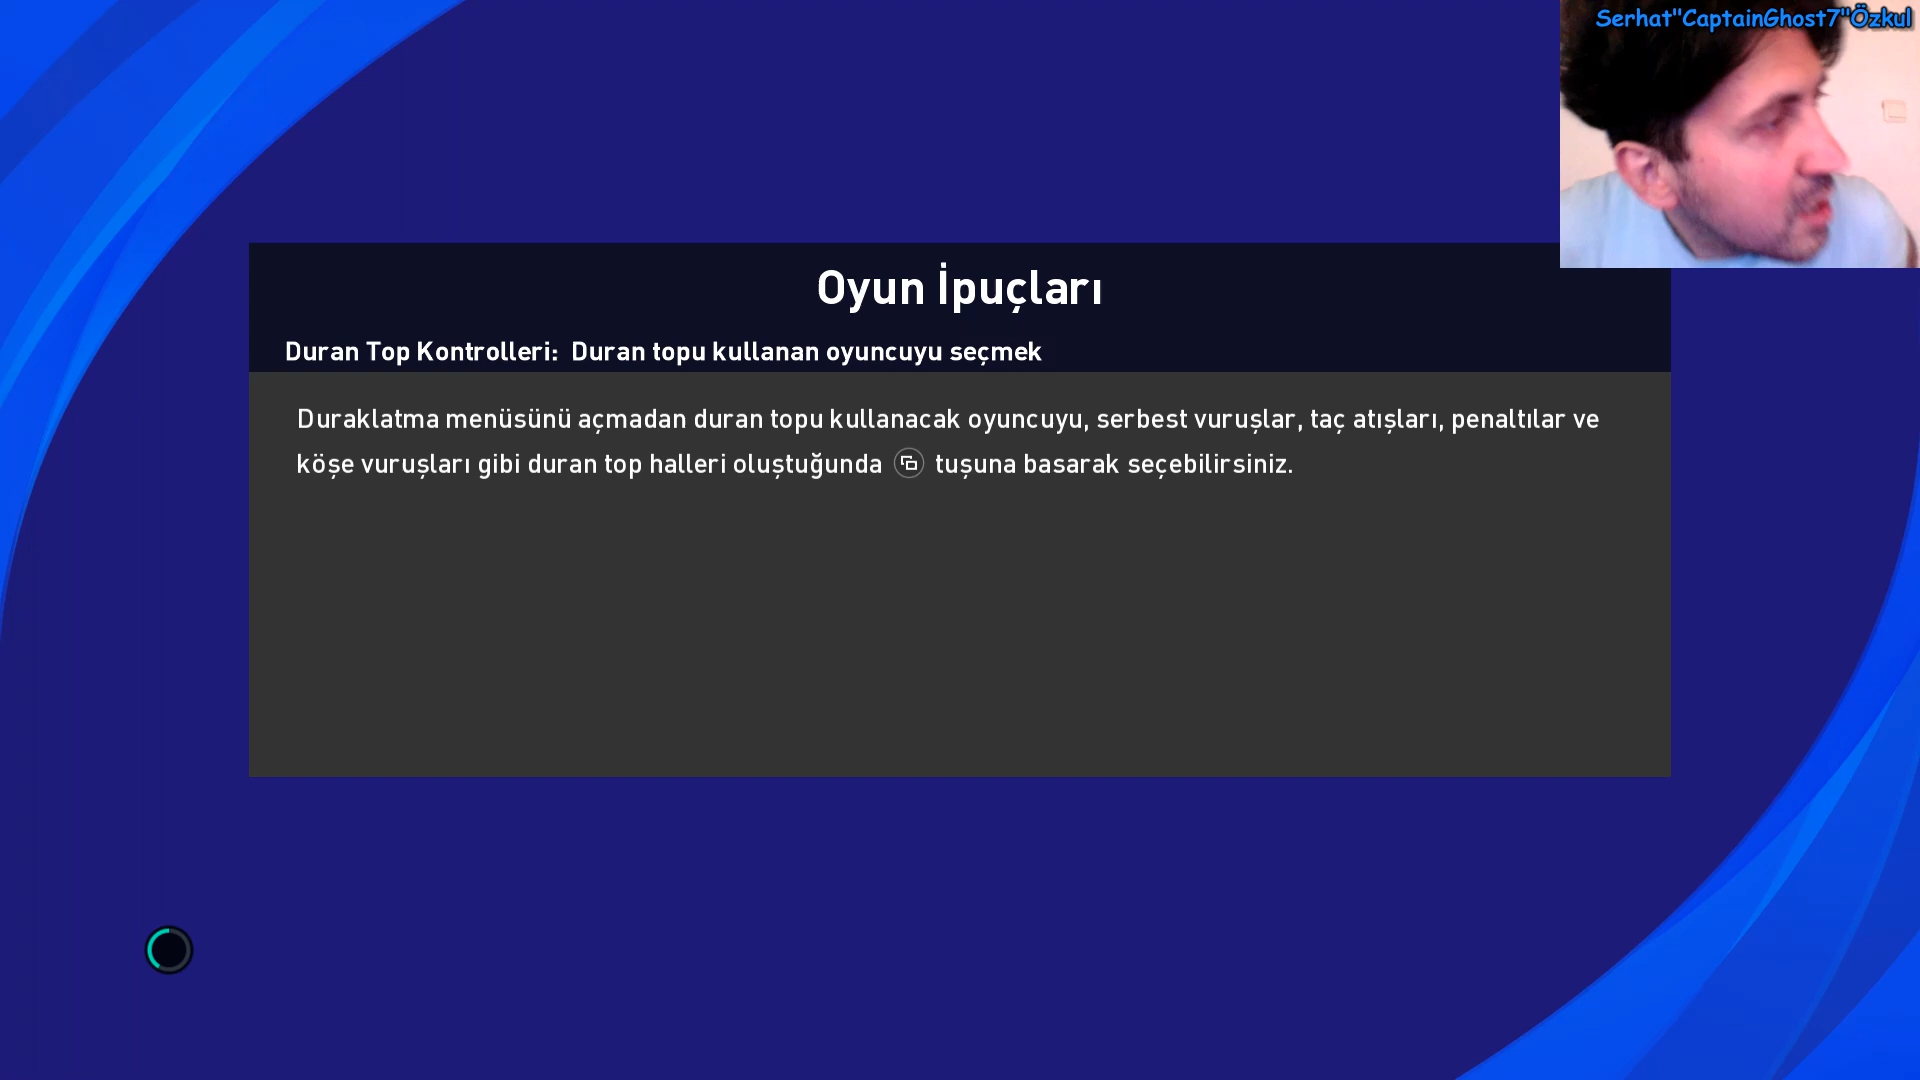 Serhat"CaptainGhost7"Özkul
Oyun İpuçları
Duran Top Kontrolleri: Duran topu kullanan oyuncuyu seçmek
Duraklatma menüsünü açmadan duran topu kullanacak oyuncuyu, serbest vuruşlar, taç atışları, penaltılar ve
köşe vuruşları gibi duran top halleri oluştuğunda tuşuna basarak seçebilirsiniz.